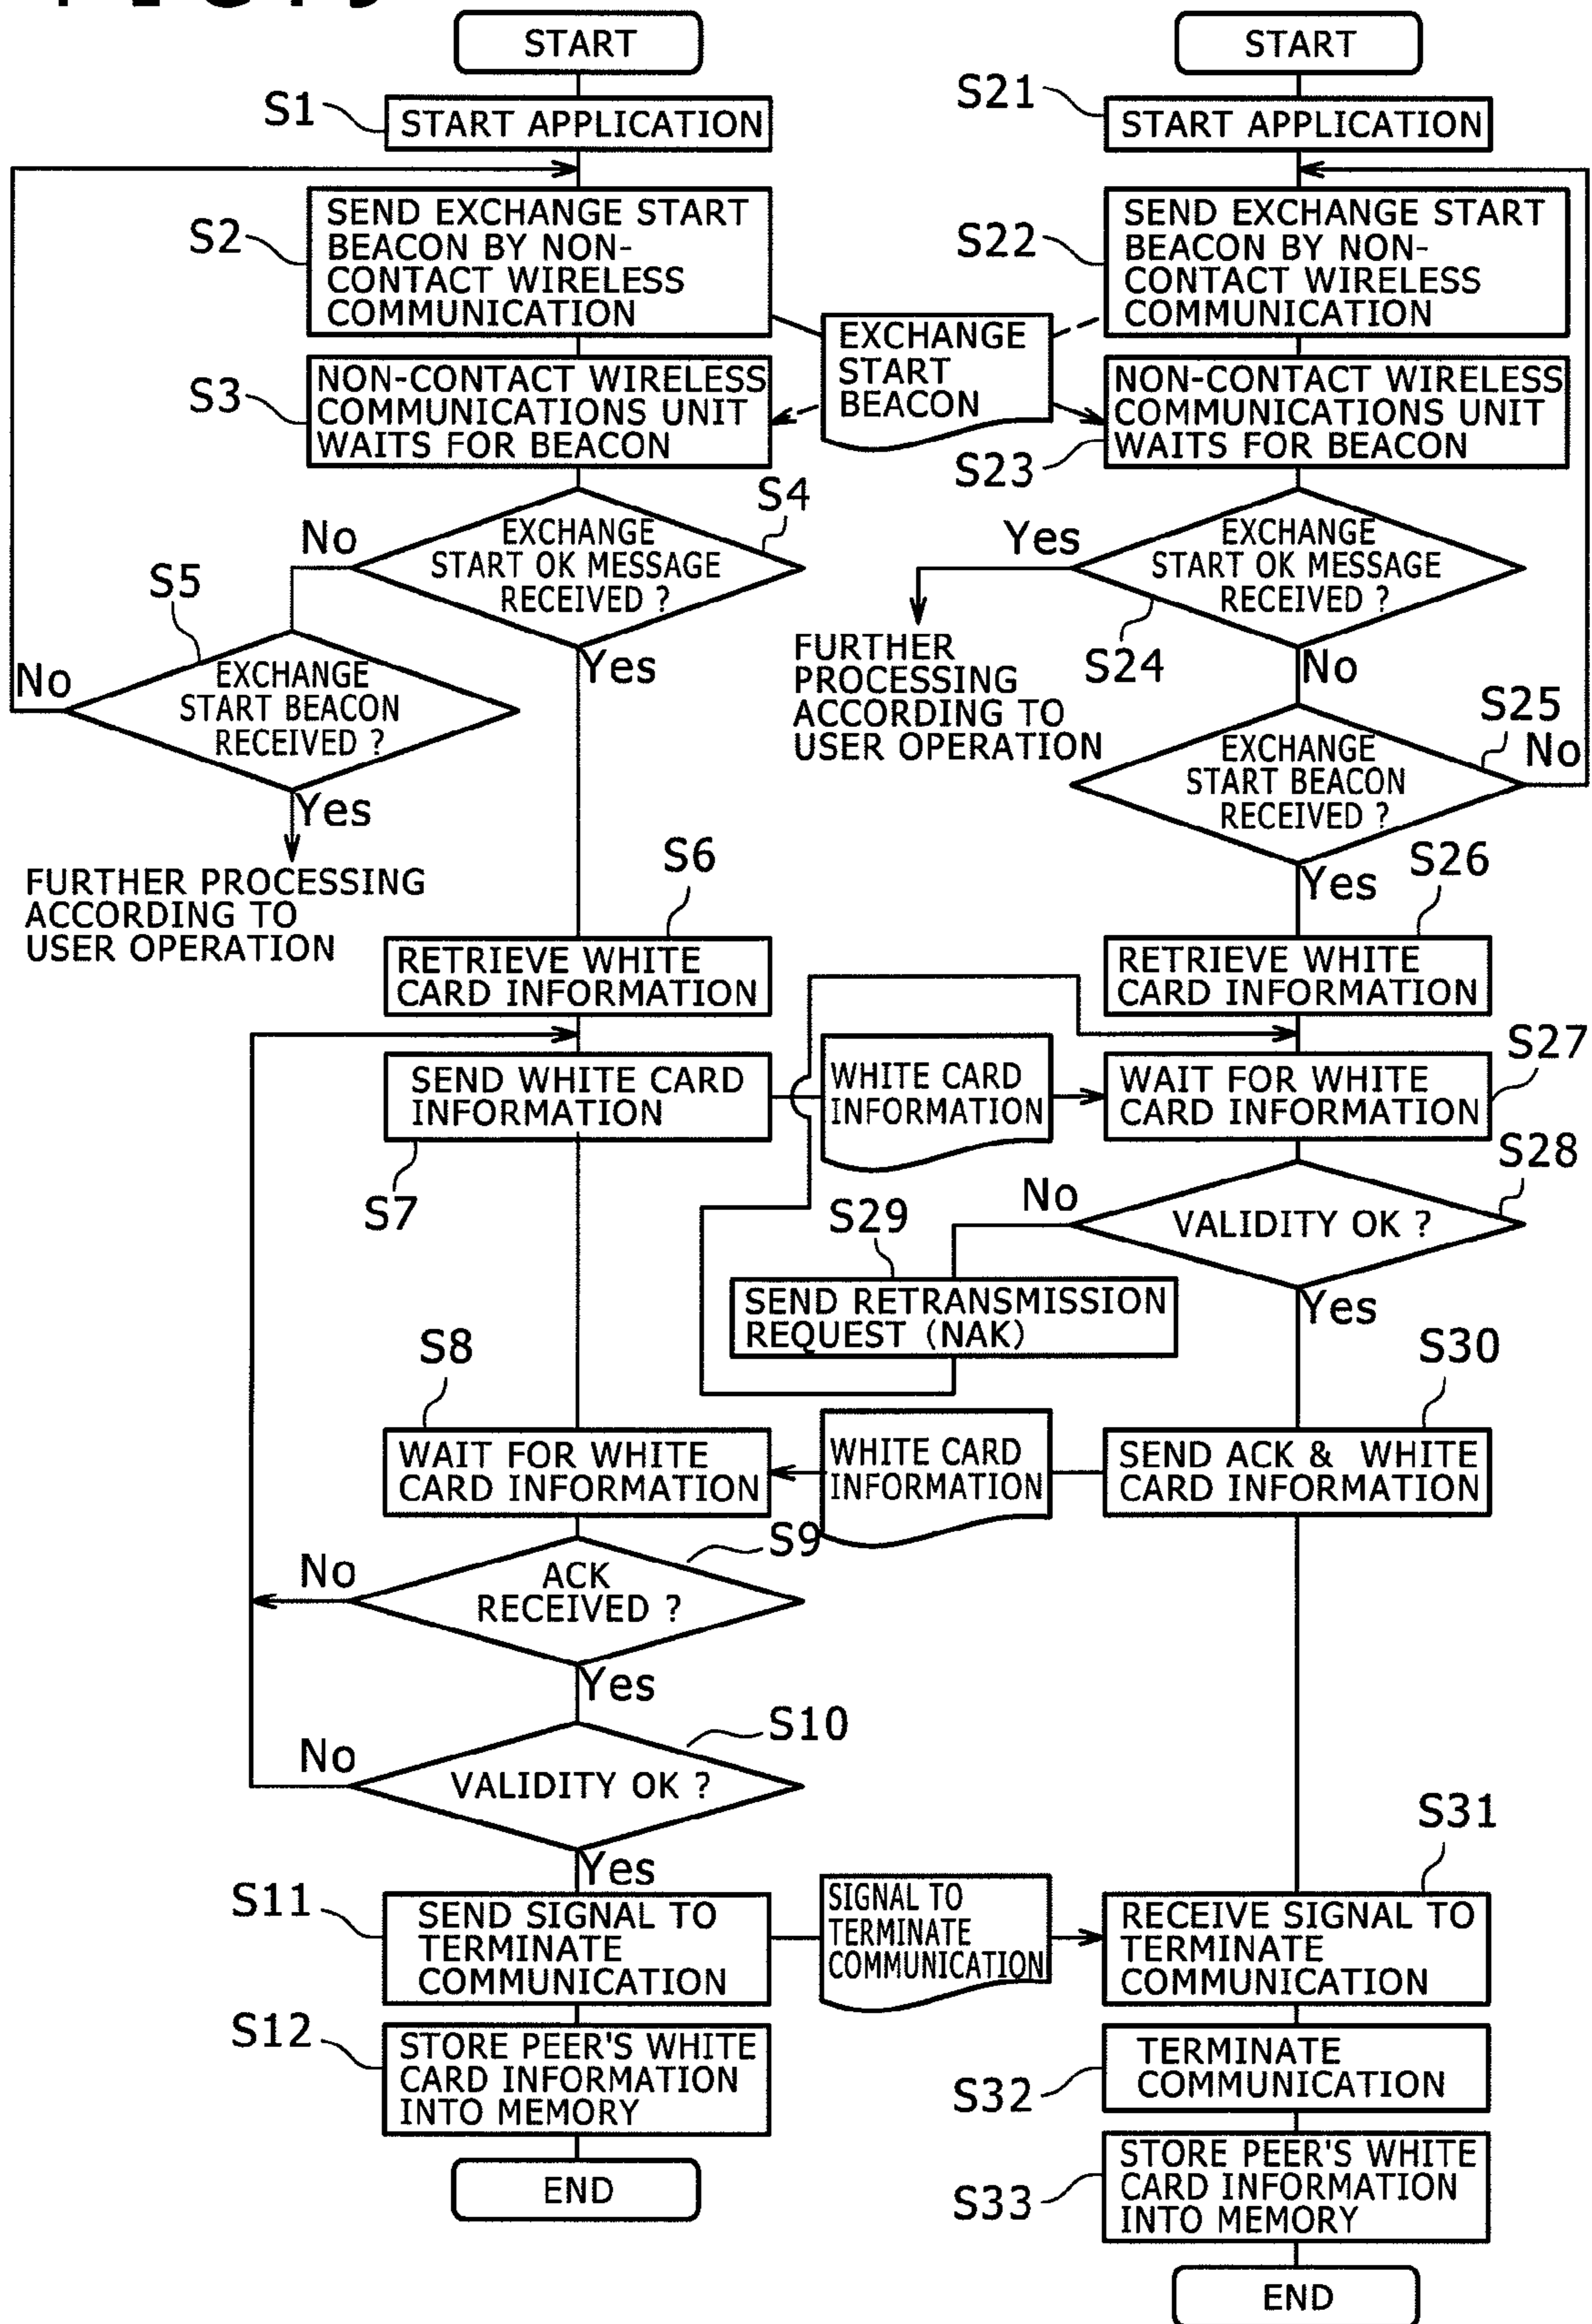 START
S1
START APPLICATION
S2
SEND EXCHANGE START
BEACON BY NON-
CONTACT WIRELESS
COMMUNICATION
S3
NON-CONTACT WIRELESS
COMMUNICATIONS UNIT
WAITS FOR BEACON
EXCHANGE
START
BEACON
S4
EXCHANGE
START OK MESSAGE
RECEIVED ?
No
Yes
S5
EXCHANGE
START BEACON
RECEIVED ?
No
Yes
FURTHER PROCESSING
ACCORDING TO
USER OPERATION
S6
RETRIEVE WHITE
CARD INFORMATION
SEND WHITE CARD
INFORMATION
S7
WHITE CARD
INFORMATION
S8
WAIT FOR WHITE
CARD INFORMATION
WHITE CARD
INFORMATION
S9
ACK
RECEIVED ?
No
Yes
S10
VALIDITY OK ?
No
Yes
S11
SEND SIGNAL TO
TERMINATE
COMMUNICATION
SIGNAL TO
TERMINATE
COMMUNICATION
S12
STORE PEER'S WHITE
CARD INFORMATION
INTO MEMORY
END
START
S21
START APPLICATION
S22
SEND EXCHANGE START
BEACON BY NON-
CONTACT WIRELESS
COMMUNICATION
NON-CONTACT WIRELESS
COMMUNICATIONS UNIT
WAITS FOR BEACON
S23
EXCHANGE
START OK MESSAGE
RECEIVED ?
Yes
S24
No
FURTHER
PROCESSING
ACCORDING TO
USER OPERATION
S25
EXCHANGE
START BEACON
RECEIVED ?
No
Yes
S26
RETRIEVE WHITE
CARD INFORMATION
S27
WAIT FOR WHITE
CARD INFORMATION
S28
VALIDITY OK ?
No
Yes
S29
SEND RETRANSMISSION
REQUEST (NAK)
S30
SEND ACK & WHITE
CARD INFORMATION
S31
RECEIVE SIGNAL TO
TERMINATE
COMMUNICATION
S32
TERMINATE
COMMUNICATION
S33
STORE PEER'S WHITE
CARD INFORMATION
INTO MEMORY
END